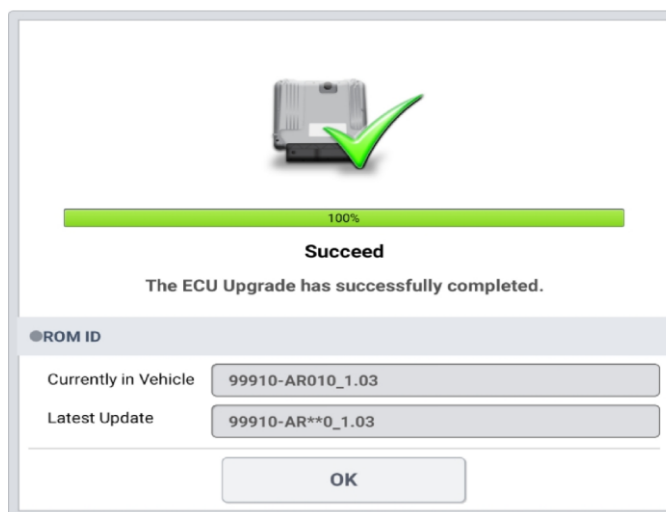 100%
Succeed
The ECU Upgrade has successfully completed.
ROM ID
Currently in Vehicle 99910-AR010_1.03
Latest Update 99910-AR**0_1.03
OK